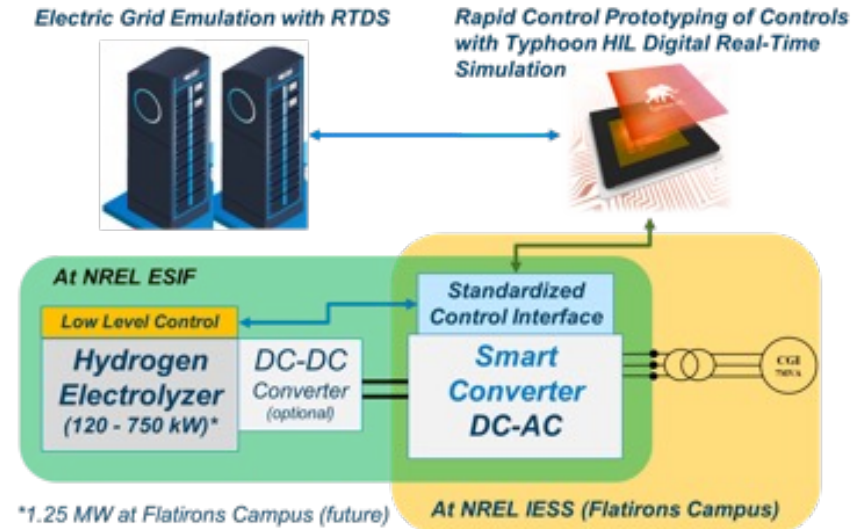 Electric Grid Emulation with RTDS
Rapid Control Prototyping of Controls
with Typhoon HIL Digital Real-Time
Simulation
At NREL ESIF
Low Level Control
Hydrogen
Electrolyzer
(120 - 750 kW)*
DC-DC
Converter
(optional)
Standardized
Control Interface
Smart
Converter
DC-AC
CGI
*1.25 MW at Flatirons Campus (future)
At NREL IESS (Flatirons Campus)